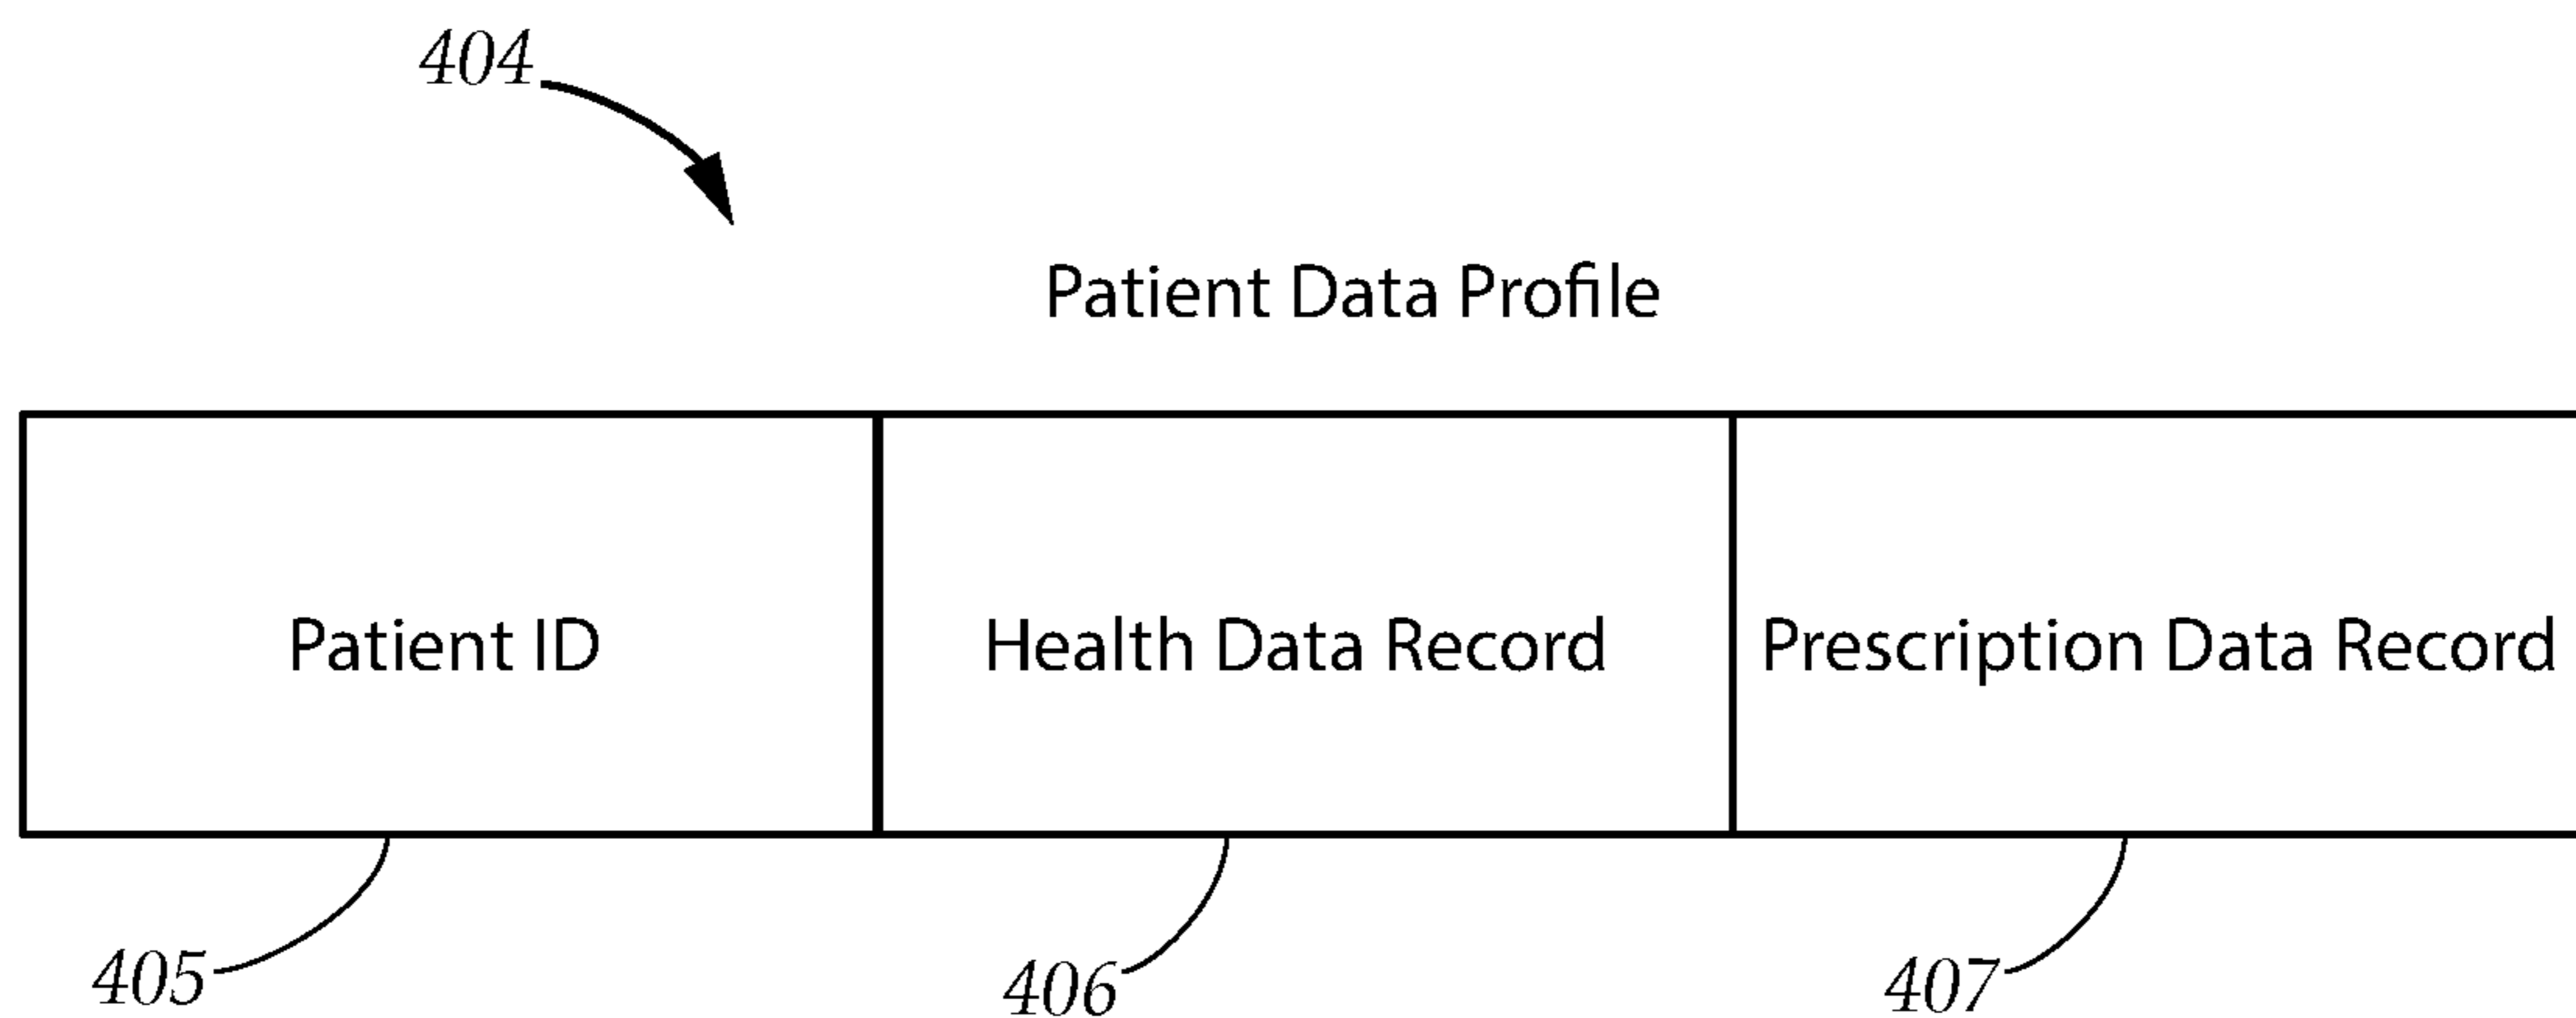 404
Patient Data Profile
Patient ID
Health Data Record
Prescription Data Record
405
406
407